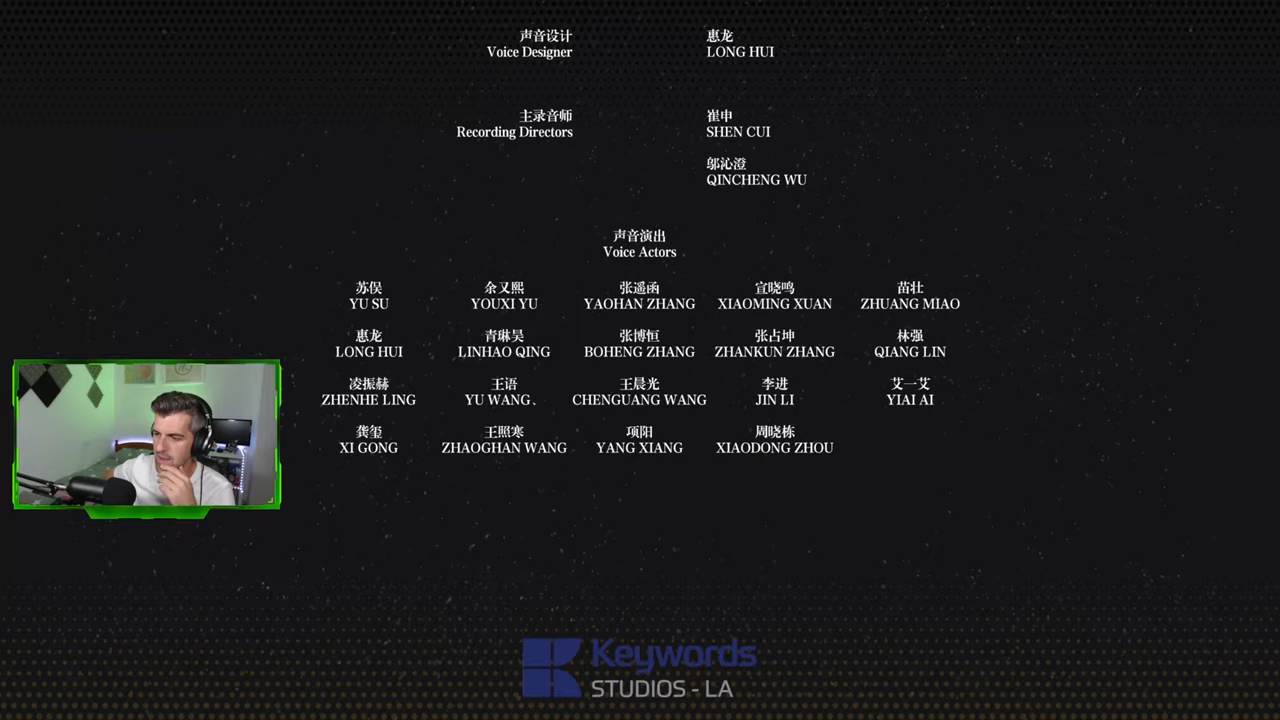 声音设计
Voice Designer
惠龙
LONG HUI
主录音师
Recording Directors
崔申
SHEN CUI
邬沁澄
QINCHENG WU
声音演出
Voice Actors
苏俣 余又熙 张遥函 宣晓鸣 苗壮
YU SU YOUXI YU YAOHAN ZHANG XIAOMING XUAN ZHUANG MIAO
惠龙 青琳昊 张博恒 张占坤 林强
LONG HUI LINHAO QING BOHENG ZHANG ZHANKUN ZHANG QIANG LIN
凌振赫 王语 王晨光 李进 艾一艾
ZHENHE LING YU WANG、 CHENGUANG WANG JIN LI YIAI AI
龚玺 王照寒 项阳 周晓栋
XI GONG ZHAOGHAN WANG YANG XIANG XIAODONG ZHOU
Keywords
STUDIOS - LA